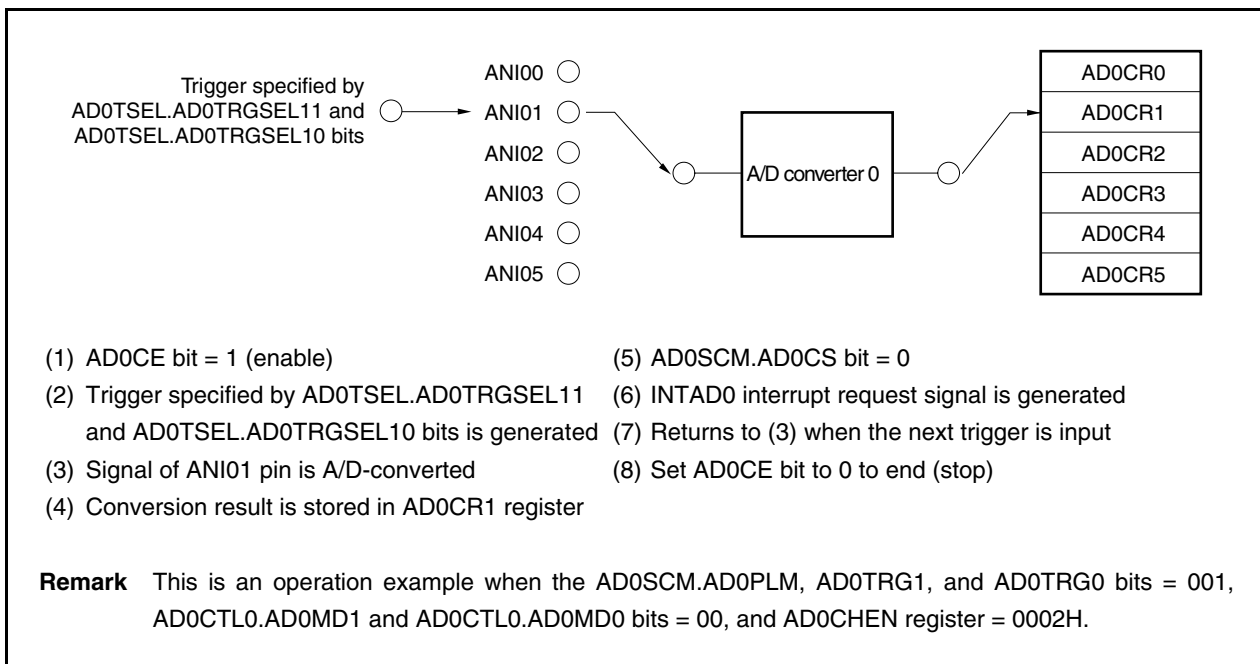 Trigger specified by
AD0TSEL.AD0TRGSEL11 and
AD0TSEL.AD0TRGSEL10 bits
ANI00
ANI01
ANI02
ANI03
ANI04
ANI05
A/D converter 0
AD0CR0
AD0CR1
AD0CR2
AD0CR3
AD0CR4
AD0CR5
(1) AD0CE bit = 1 (enable)
(2) Trigger specified by AD0TSEL.AD0TRGSEL11
and AD0TSEL.AD0TRGSEL10 bits is generated
(3) Signal of ANI01 pin is A/D-converted
(4) Conversion result is stored in AD0CR1 register
(5) AD0SCM.AD0CS bit = 0
(6) INTAD0 interrupt request signal is generated
(7) Returns to (3) when the next trigger is input
(8) Set AD0CE bit to 0 to end (stop)
Remark This is an operation example when the AD0SCM.AD0PLM, AD0TRG1, and AD0TRG0 bits = 001,
AD0CTL0.AD0MD1 and AD0CTL0.AD0MD0 bits = 00, and AD0CHEN register = 0002H.